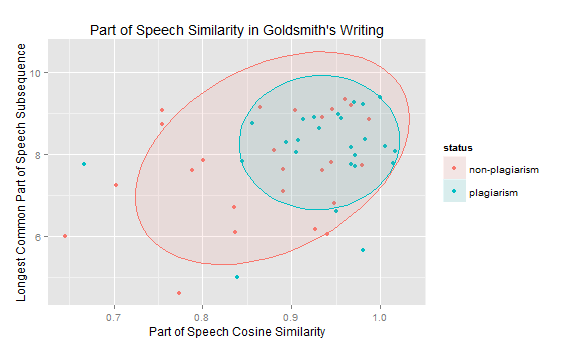 Part of Speech Similarity in Goldsmith's Writing
Longest Common Part of Speech Subsequence
10
8
6
0.7 0.8 0.9 1.0
Part of Speech Cosine Similarity
status
non-plagiarism
plagiarism